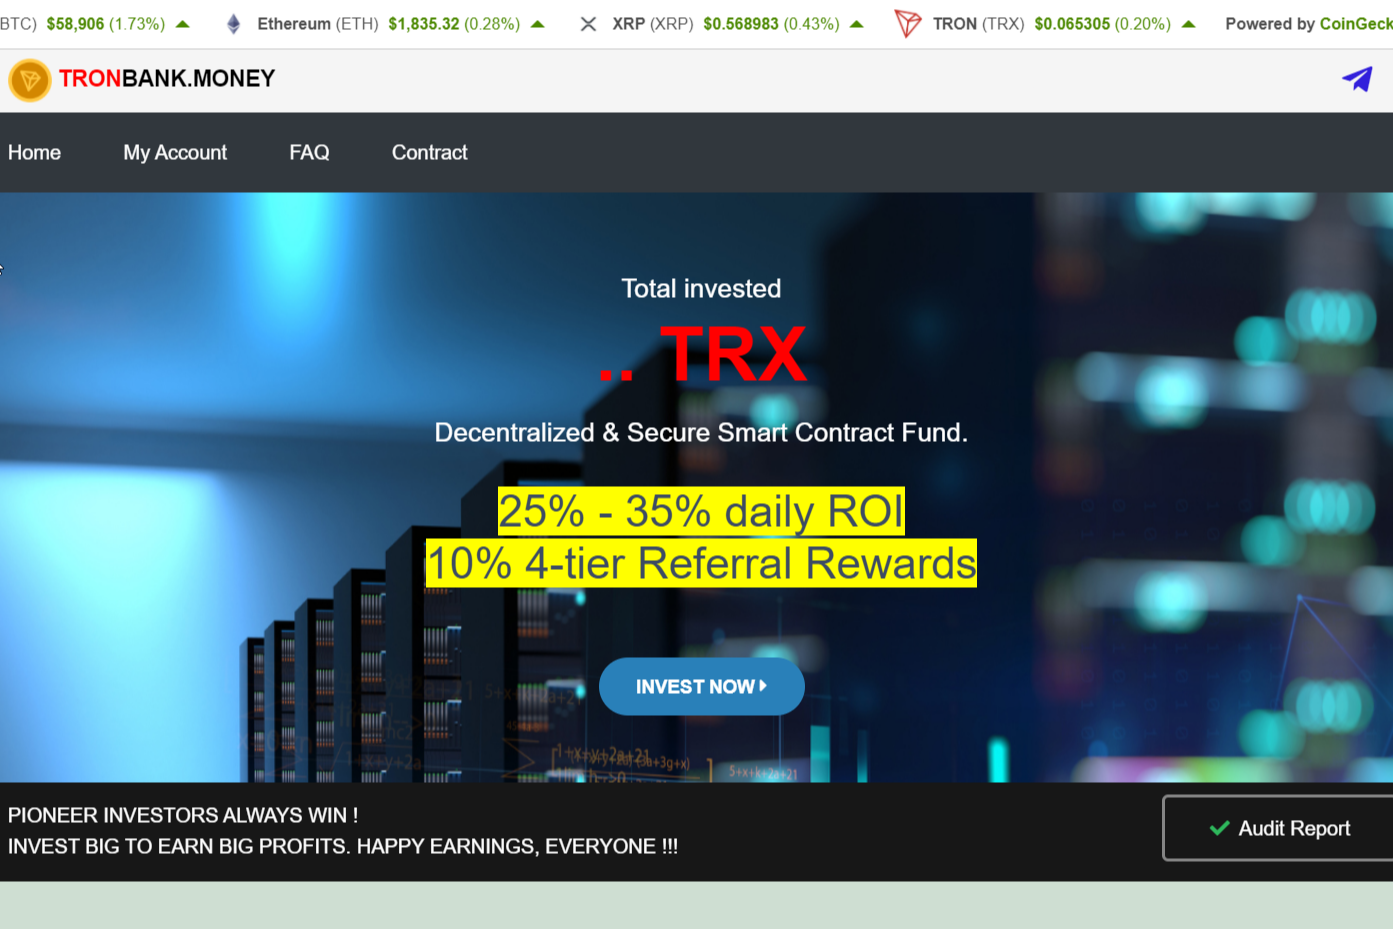 BTC) $58,906 (1.73%) Ethereum (ETH) $1,835.32 (0.28%) XRP (XRP) $0.568983 (0.43%) TRON (TRX) $0.065305 (0.20%) Powered by CoinGeck
TRONBANK.MONEY
Home My Account FAQ Contract
Total invested
.. TRX
Decentralized & Secure Smart Contract Fund.
25% - 35% daily ROI
10% 4-tier Referral Rewards
INVEST NOW
PIONEER INVESTORS ALWAYS WIN !
INVEST BIG TO EARN BIG PROFITS. HAPPY EARNINGS, EVERYONE !!!
Audit Report